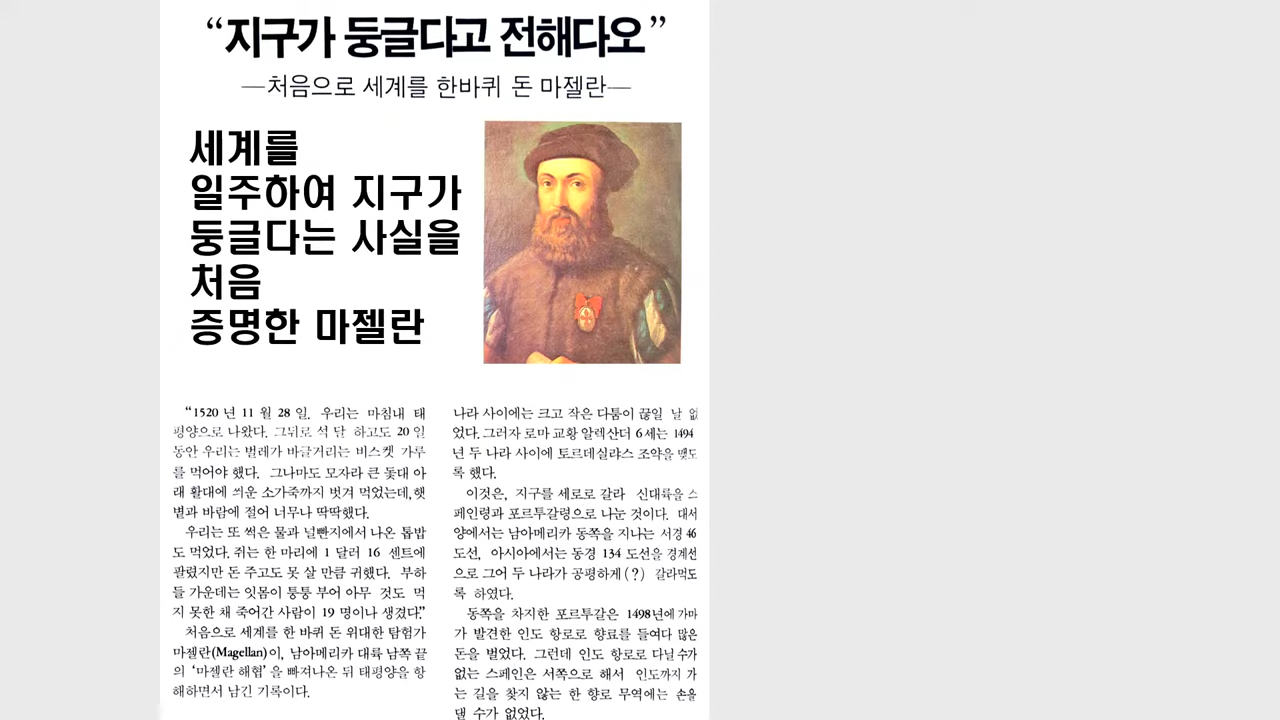 “지구가 둥글다고 전해다오”
—처음으로 세계를 한바퀴 돈 마젤란—
세계를
일주하여 지구가
둥글다는 사실을
처음
증명한 마젤란
“1520 년 11 월 28 일. 우리는 마침내 태
평양으로 나왔다. 그뒤로 석 달 하고도 20 일
동안 우리는 벌레가 바글거리는 비스켓 가루
를 먹어야 했다. 그나마도 모자라 큰 돛대 아
래 활대에 씌운 소가죽까지 벗겨 먹었는데, 햇
볕과 바람에 절어 너무나 딱딱했다.
우리는 또 썩은 물과 널빤지에서 나온 톱밥
도 먹었다. 쥐는 한 마리에 1 달러 16 센트에
팔렸지만 돈 주고도 못 살 만큼 귀했다. 부하
들 가운데는 잇몸이 퉁퉁 부어 아무 것도 먹
지 못한 채 죽어간 사람이 19 명이나 생겼다.”
처음으로 세계를 한 바퀴 돈 위대한 탐험가
마젤란(Magellan)이, 남아메리카 대륙 남쪽 끝
의 ‘마젤란 해협’을 빠져나온 뒤 태평양을 항
해하면서 남긴 기록이다.
나라 사이에는 크고 작은 다툼이 끊일 날 없
었다. 그러자 로마 교황 알렉산더 6세는 1494
년 두 나라 사이에 토르데실랴스 조약을 맺도
록 했다.
이것은, 지구를 세로로 갈라 신대륙을 스
페인령과 포르투갈령으로 나눈 것이다. 대서
양에서는 남아메리카 동쪽을 지나는 서경 46
도선, 아시아에서는 동경 134 도선을 경계선
으로 그어 두 나라가 공평하게(?) 갈라먹도
록 하였다.
동쪽을 차지한 포르투갈은 1498년에 가마
가 발견한 인도 항로로 향료를 들여다 많은
돈을 벌었다. 그런데 인도 항로로 다닐 수가
없는 스페인은 서쪽으로 해서 인도까지 가
는 길을 찾지 않는 한 향로 무역에는 손을
댈 수가 없었다.